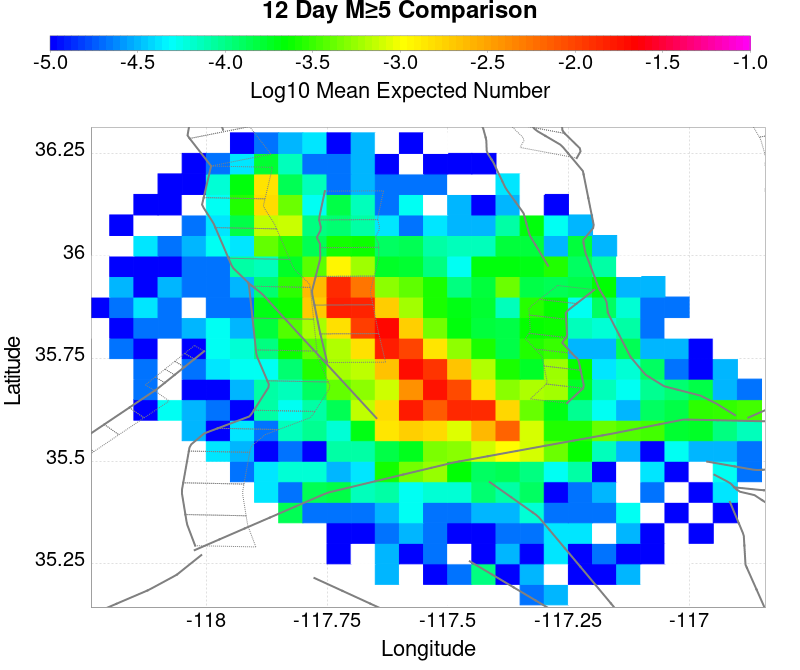 12 Day M≥5 Comparison
-5.0 -4.5 -4.0 -3.5 -3.0 -2.5 -2.0 -1.5 -1.0
Log10 Mean Expected Number
36.25
36
35.75
35.5
35.25
Latitude
-118 -117.75 -117.5 -117.25 -117
Longitude